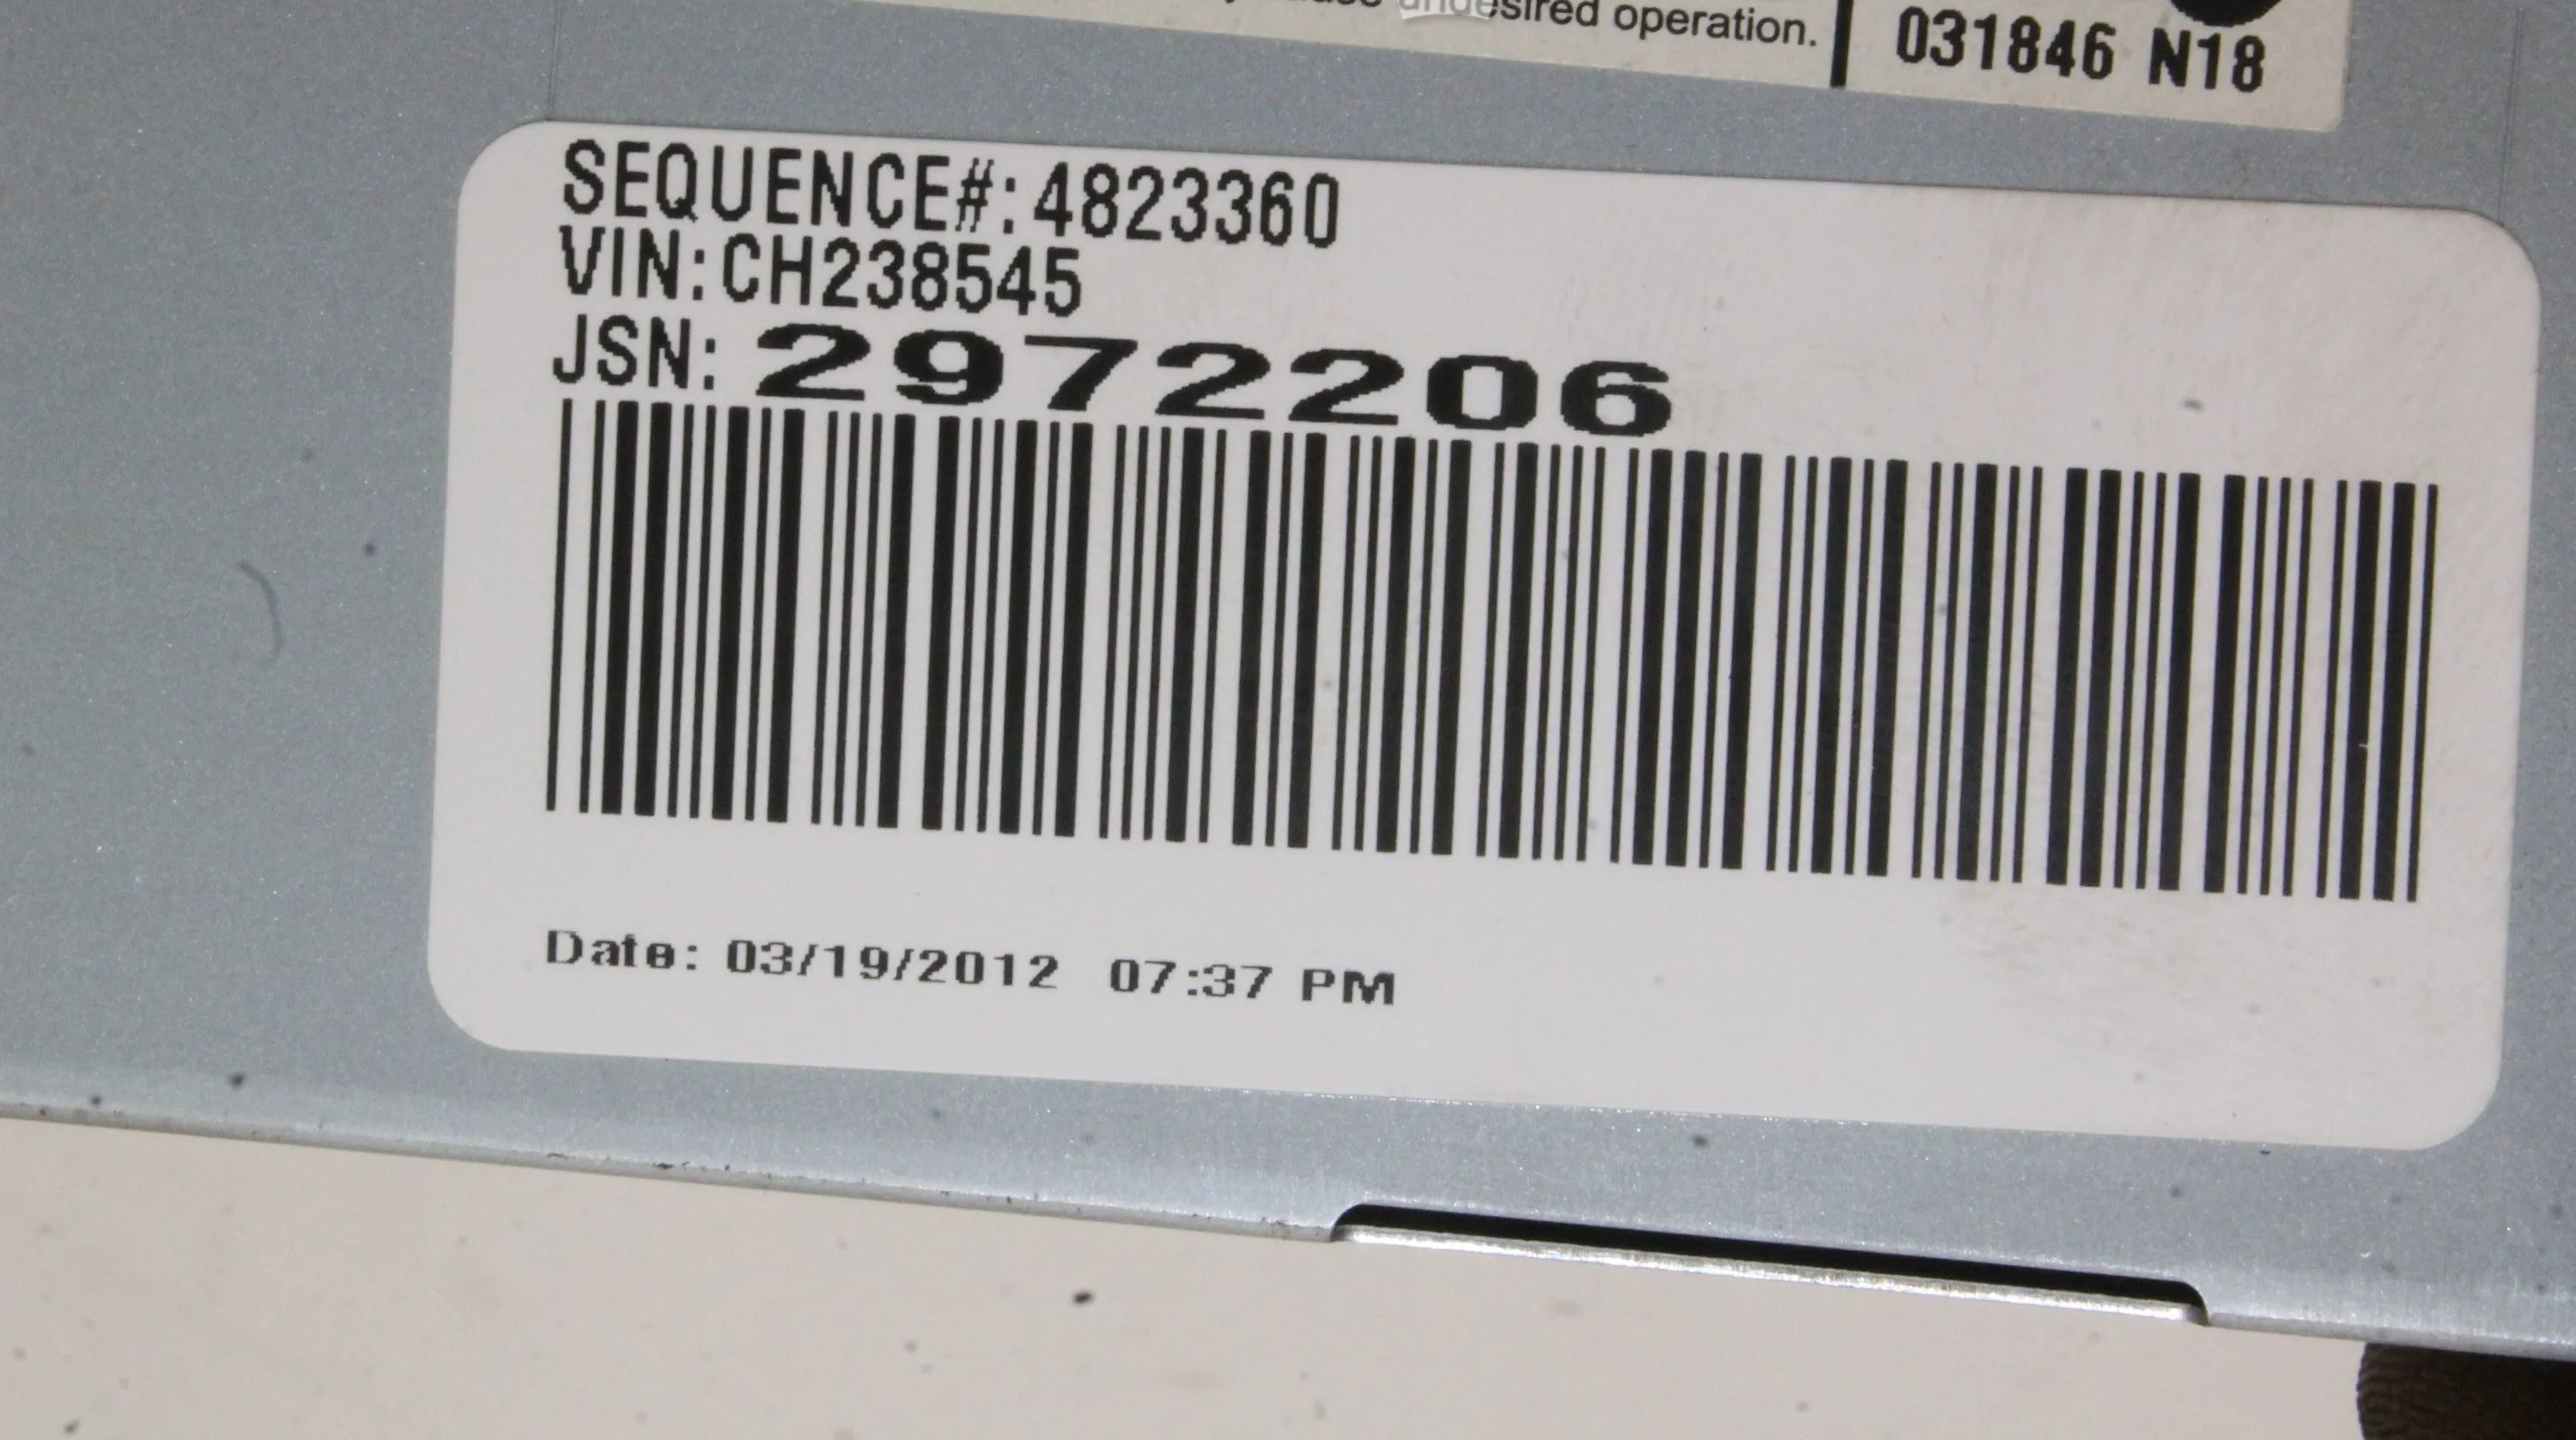 undesired operation.
031846 N18
SEQUENCE#:4823360
VIN:CH238545
JSN: 2972206
Date: 03/19/2012 07:37 PM